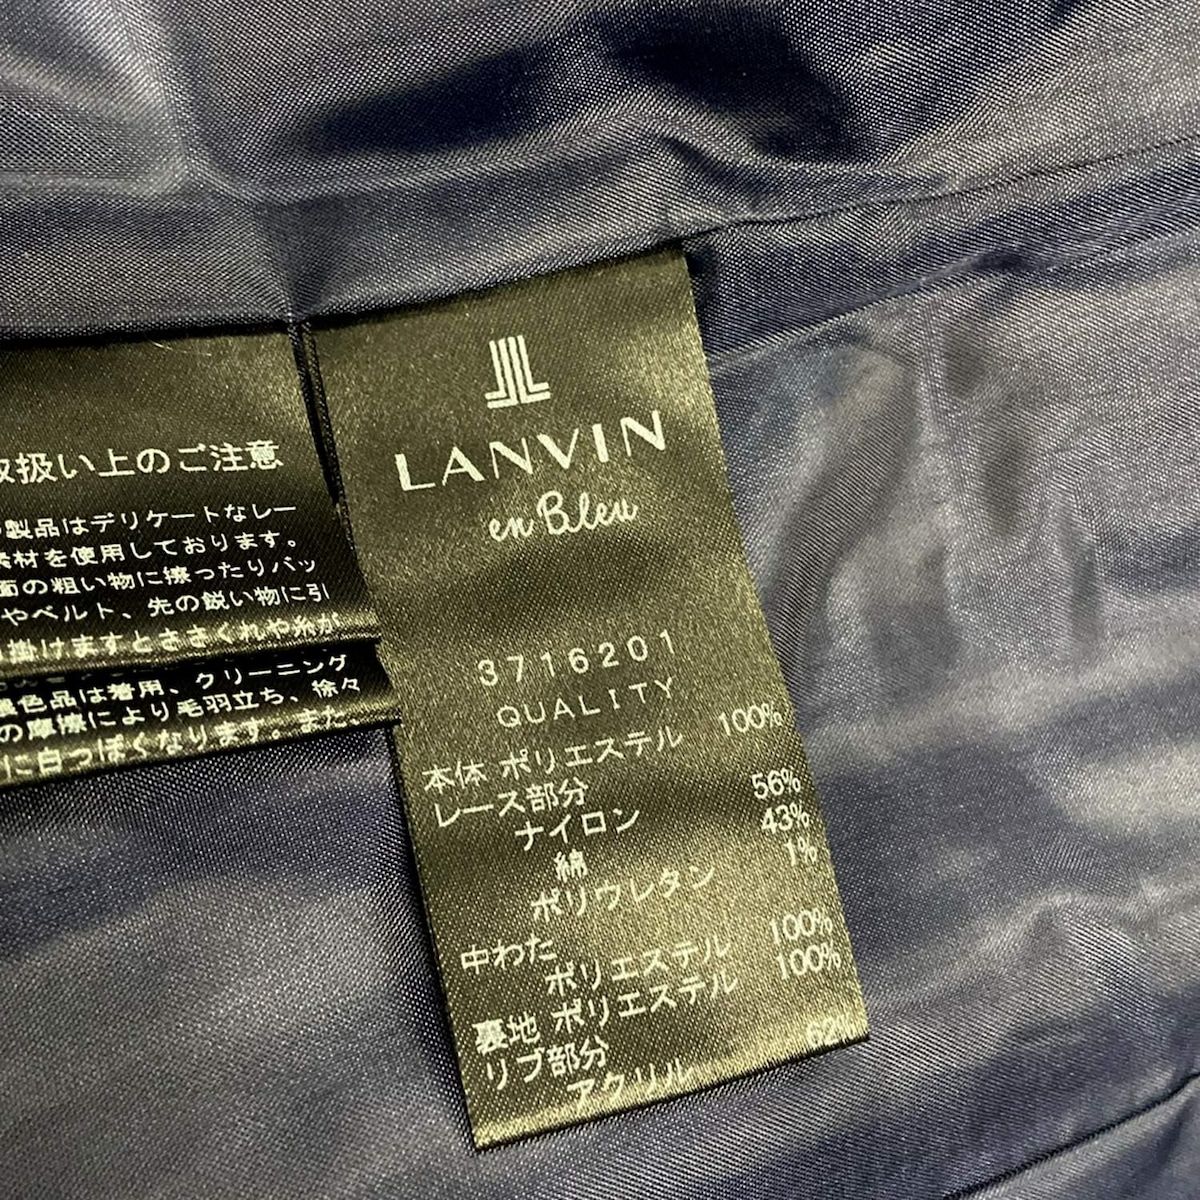 取扱い上のご注意
製品はデリケートなレー
素材を使用しております。
面の粗い物に擦ったりバッ
やベルト、先の鋭い物に引
掛けますとささくれや糸が
色品は着用、クリーニング
の摩擦により毛羽立ち、徐々
に白っぽくなります。また、
LANVIN
en Bleu
3716201
QUALITY
本体 ポリエステル 100%
レース部分
ナイロン 56%
綿 43%
ポリウレタン 1%
中わた
ポリエステル 100%
裏地 ポリエステル 100%
リブ部分
アクリル 62